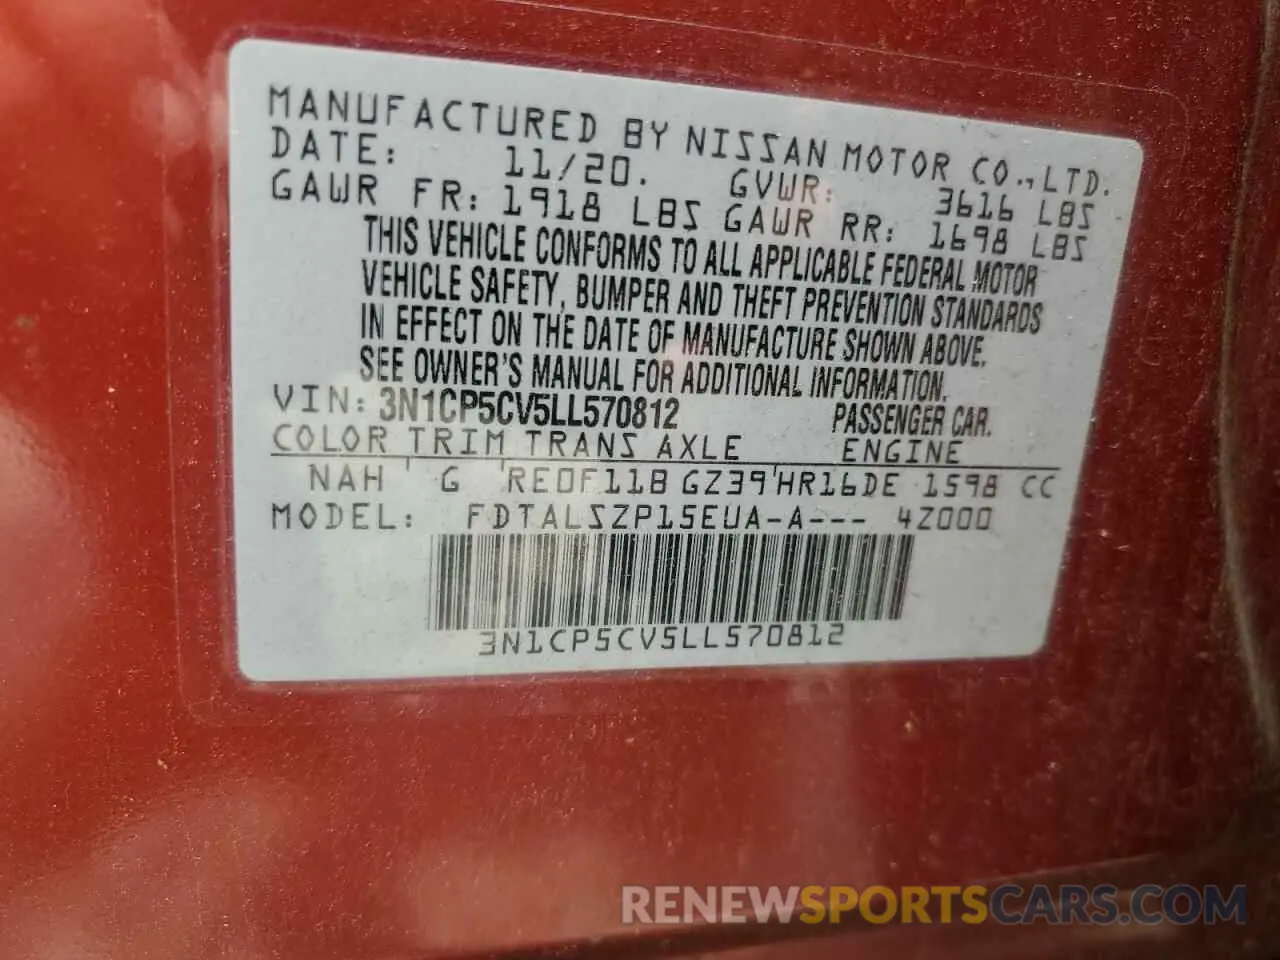 MANUFACTURED BY NISSAN MOTOR CO.,LTD.
DATE: 11/20. GVWR: 3616 LBS
GAWR FR: 1918 LBS GAWR RR: 1698 LBS
THIS VEHICLE CONFORMS TO ALL APPLICABLE FEDERAL MOTOR
VEHICLE SAFETY, BUMPER AND THEFT PREVENTION STANDARDS
IN EFFECT ON THE DATE OF MANUFACTURE SHOWN ABOVE.
SEE OWNER'S MANUAL FOR ADDITIONAL INFORMATION.
VIN: 3N1CP5CV5LL570812 PASSENGER CAR.
COLOR TRIM TRANS AXLE ENGINE
NAH ' G 'RE0F11B GZ39'HR16DE 1598 CC
MODEL: FDTALSZP15EUA-A--- 4Z000
3N1CP5CV5LL570812
RENEWSPORTSCARS.COM